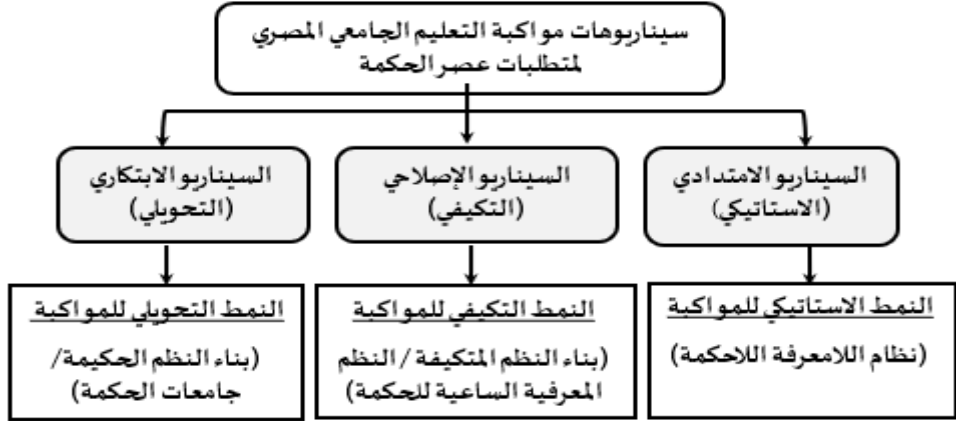 سيناريوهات مواكبة التعليم الجامعي المصري
لمتطلبات عصر الحكمة
السيناريو الامتدادي
(الاستاتيكي)
السيناريو الإصلاحي
(التكيفي)
السيناريو الابتكاري
(التحويلي)
النمط الاستاتيكي للمواكبة
(نظام اللامعرفة اللاحكمة)
النمط التكيفي للمواكبة
(بناء النظم المتكيفة / النظم
المعرفية الساعية للحكمة)
النمط التحويلي للمواكبة
(بناء النظم الحكيمة/
جامعات الحكمة)